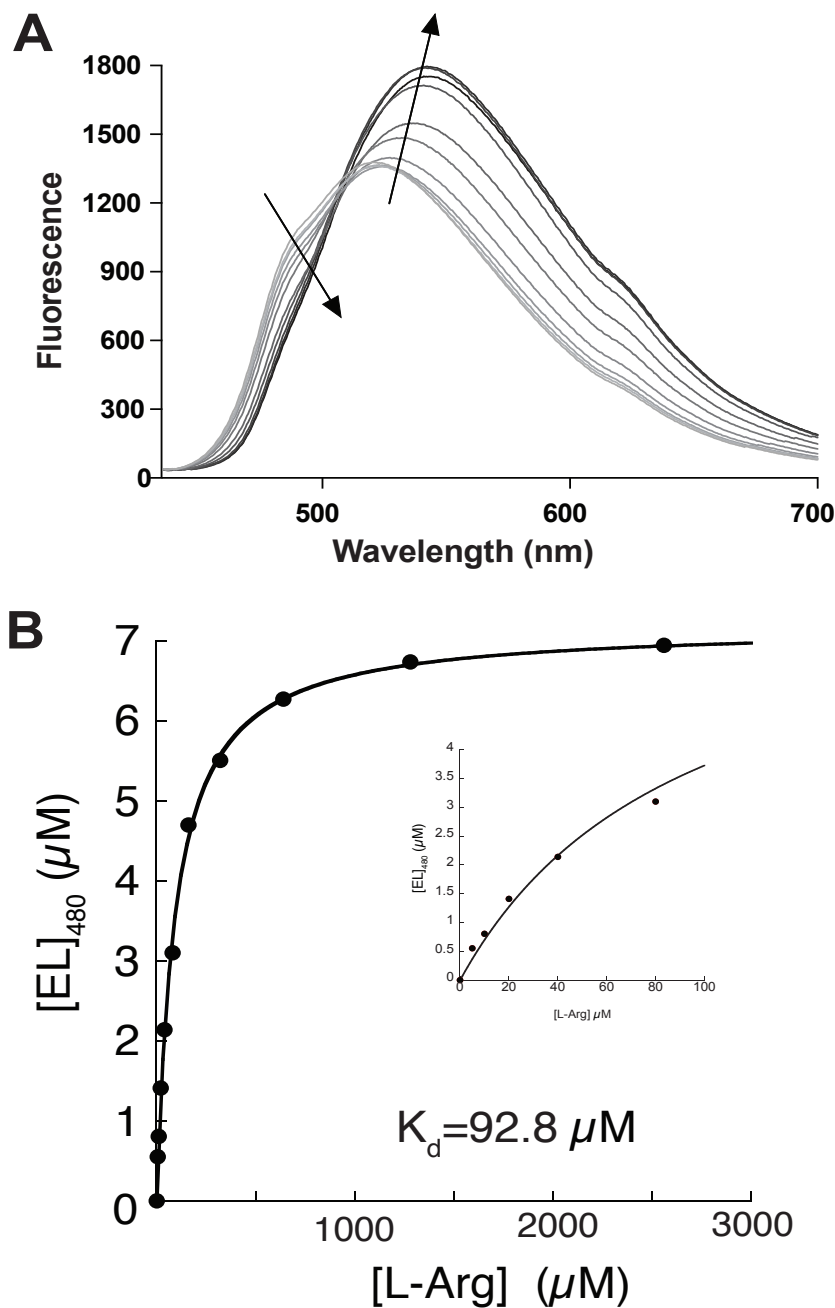 A
1800
1500
1200
900
600
300
0
Fluorescence
500 600 700
Wavelength (nm)
B
7
6
5
4
3
2
1
0
[EL]480 (µM)
4
3.5
3
2.5
2
1.5
1
0.5
0
[EL]480 (µM)
0 20 40 60 80 100
[L-Arg] µM
Kd=92.8 µM
1000 2000 3000
[L-Arg] (µM)